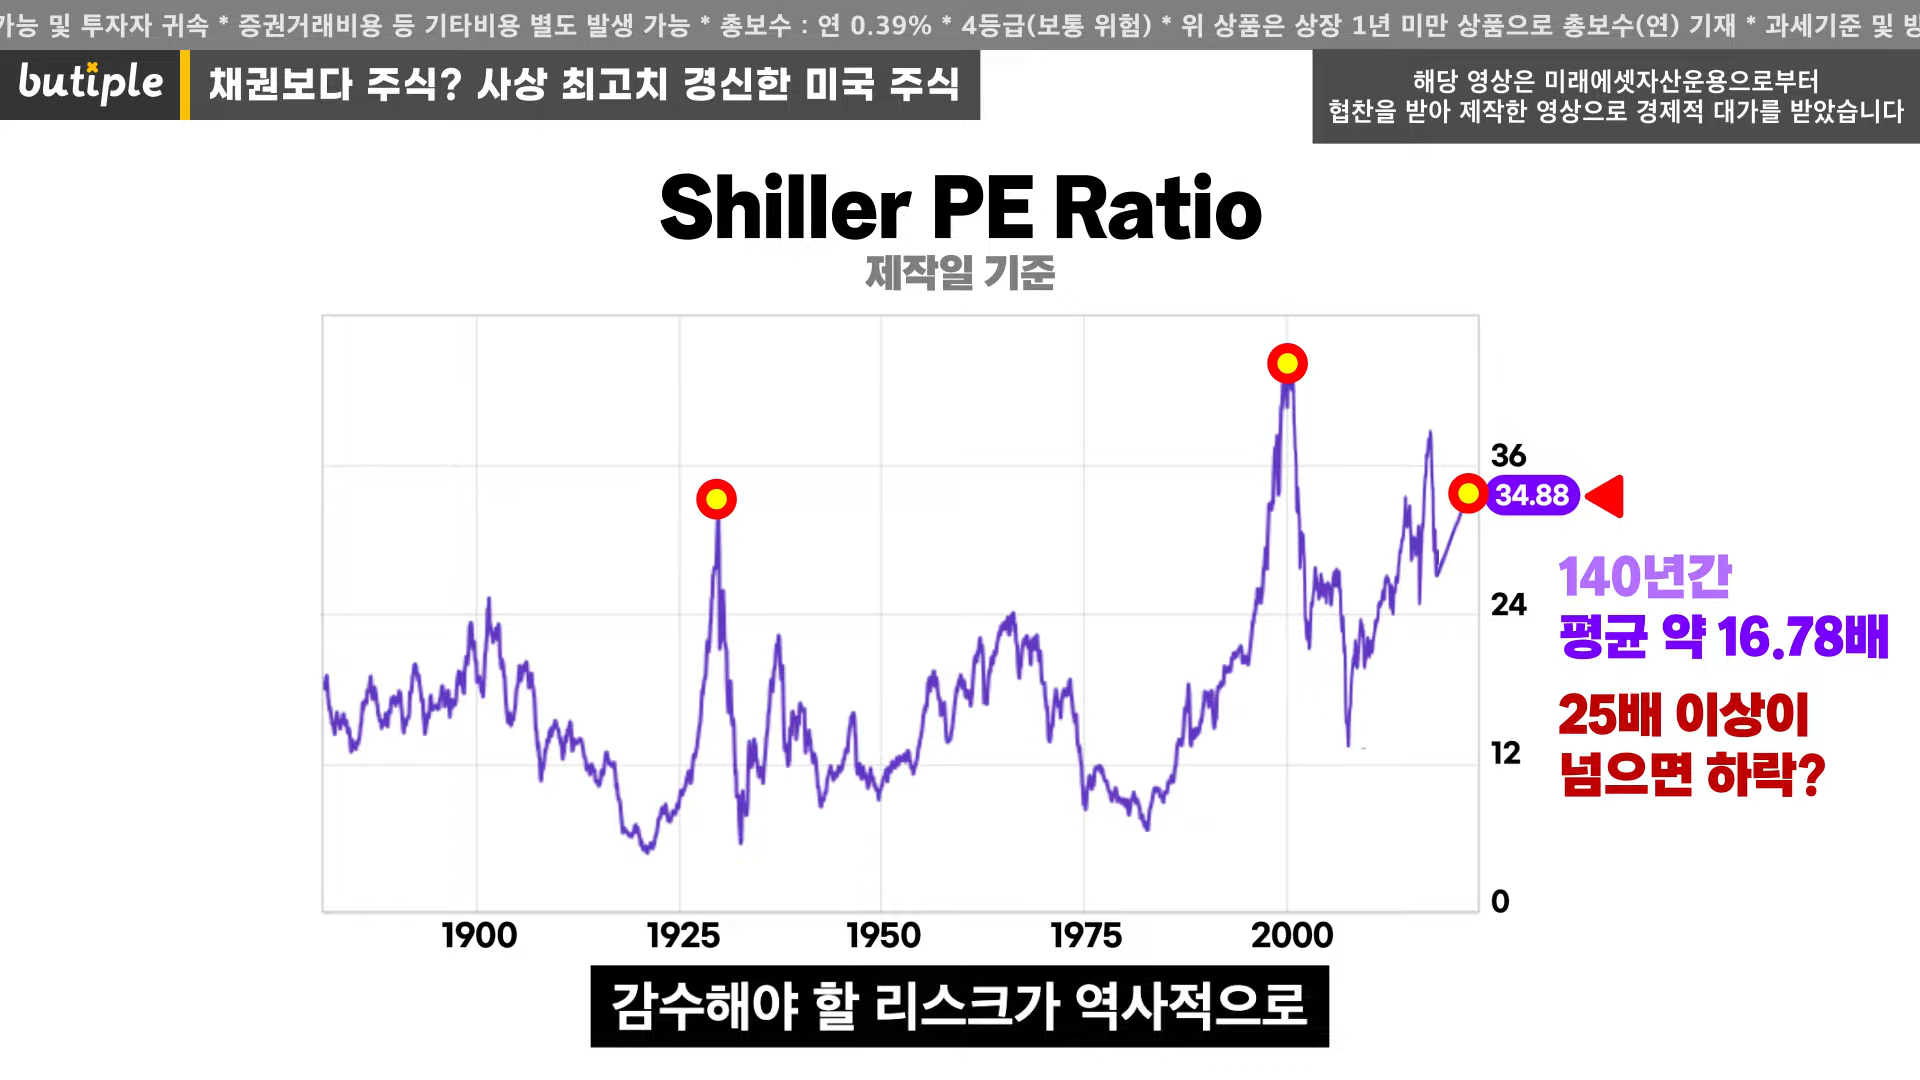 가능 및 투자자 귀속 * 증권거래비용 등 기타비용 별도 발생 가능 * 총보수 : 연 0.39% * 4등급(보통 위험) * 위 상품은 상장 1년 미만 상품으로 총보수(연) 기재 * 과세기준 및
butiple
채권보다 주식? 사상 최고치 경신한 미국 주식
해당 영상은 미래에셋자산운용으로부터
협찬을 받아 제작한 영상으로 경제적 대가를 받았습니다
Shiller PE Ratio
제작일 기준
36
34.88
140년간
24
평균 약 16.78배
25배 이상이
12
넘으면 하락?
0
1900 1925 1950 1975 2000
감수해야 할 리스크가 역사적으로